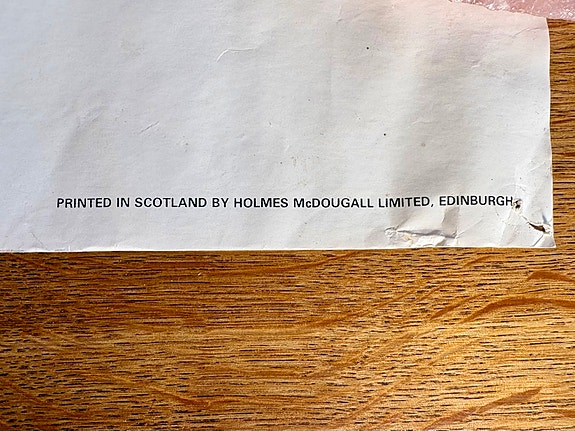 PRINTED IN SCOTLAND BY HOLMES McDOUGALL LIMITED, EDINBURGH.